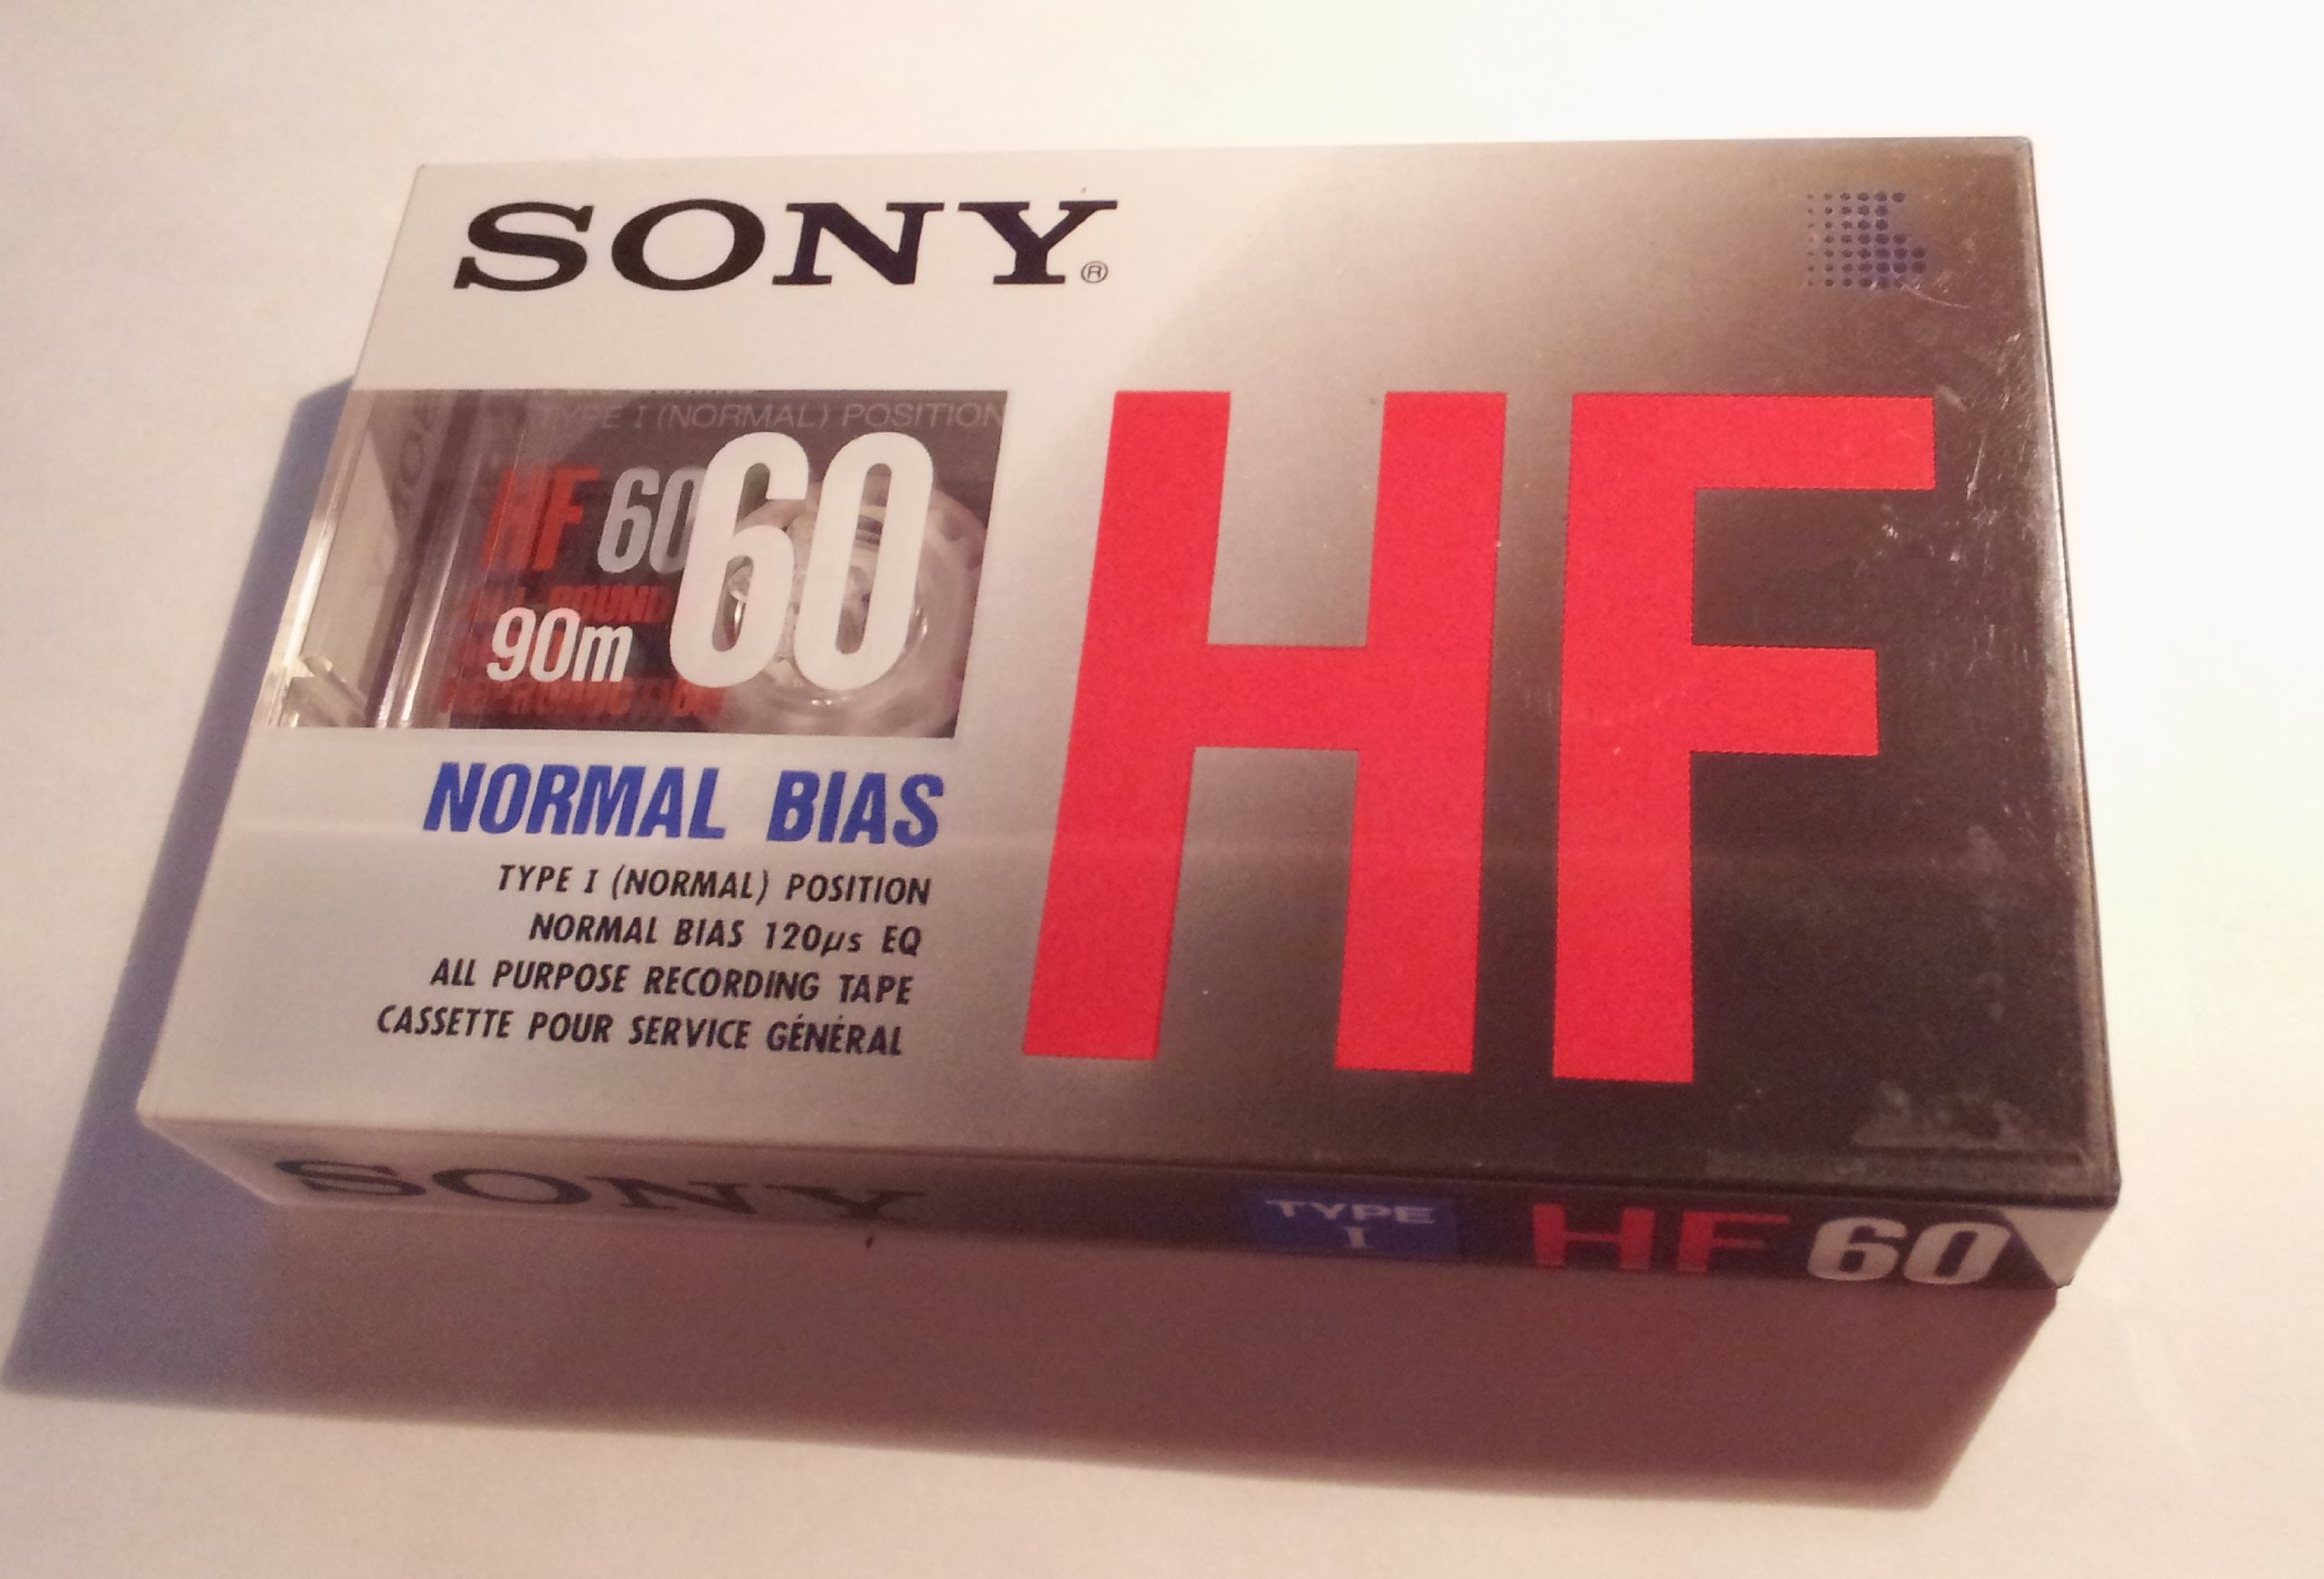 SONY®
TYPE I (NORMAL) POSITION
HF 60
60
90m
NORMAL BIAS
TYPE I (NORMAL) POSITION
NORMAL BIAS 120µs EQ
ALL PURPOSE RECORDING TAPE
CASSETTE POUR SERVICE GÉNÉRAL
HF
SONY
TYPE
I
HF 60